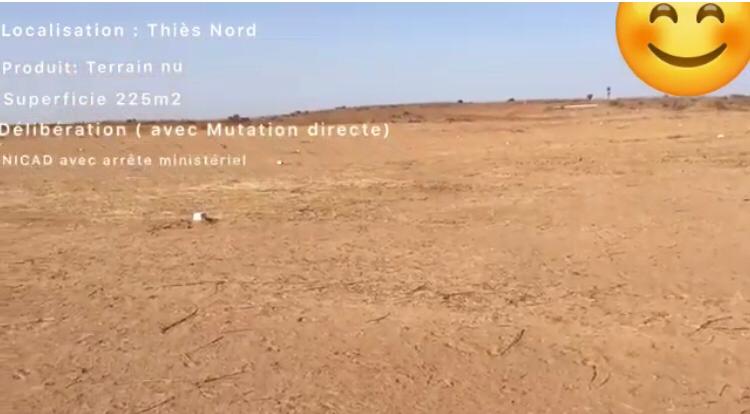 Localisation : Thiès Nord
Produit: Terrain nu
Superficie 225m2
Délibération ( avec Mutation directe)
NICAD avec arrête ministériel